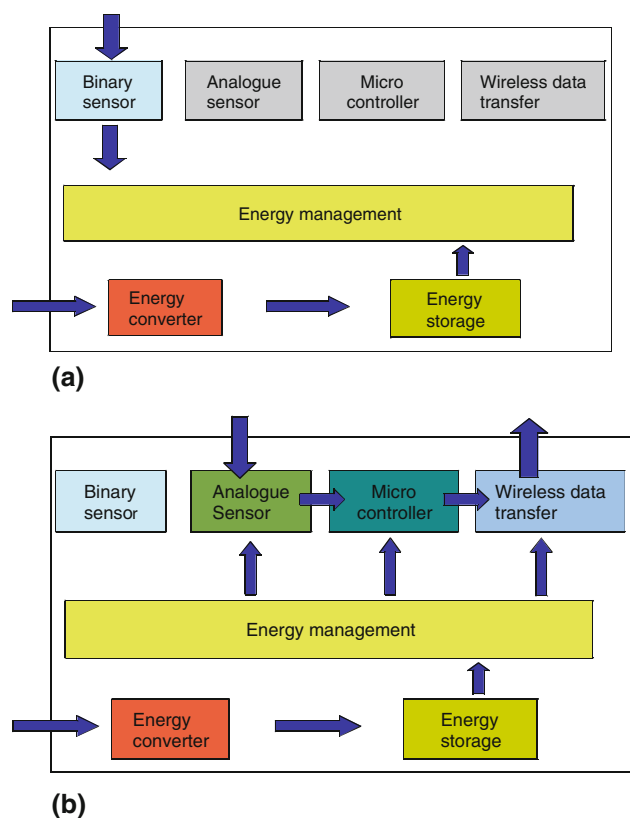 Binary
sensor
Analogue
sensor
Micro
controller
Wireless data
transfer
Energy management
Energy
converter
Energy
storage
(a)
Binary
sensor
Analogue
Sensor
Micro
controller
Wireless data
transfer
Energy management
Energy
converter
Energy
storage
(b)